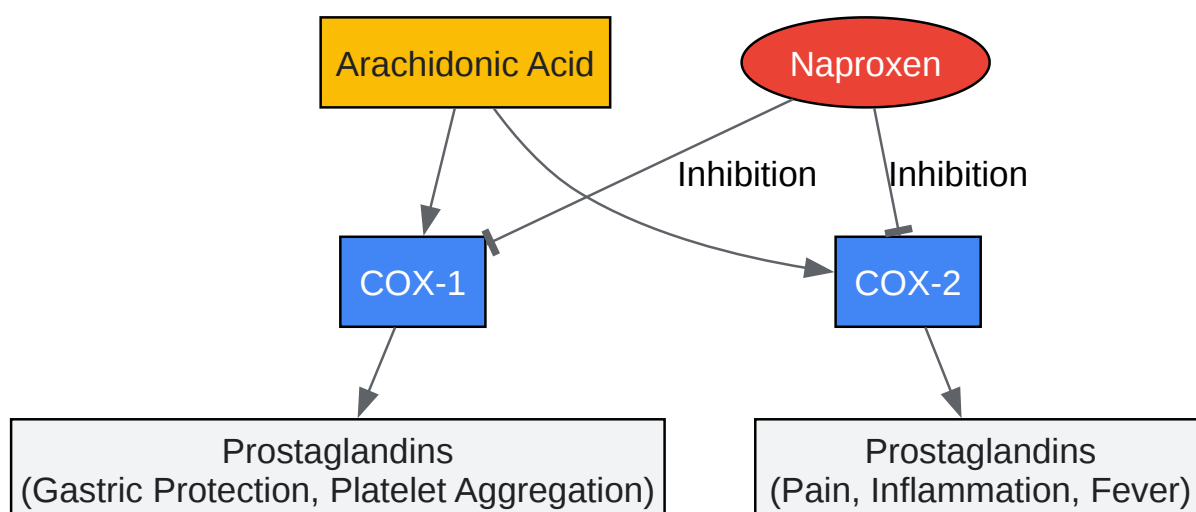 Arachidonic Acid
Naproxen
Inhibition
Inhibition
COX-1
COX-2
Prostaglandins
(Gastric Protection, Platelet Aggregation)
Prostaglandins
(Pain, Inflammation, Fever)